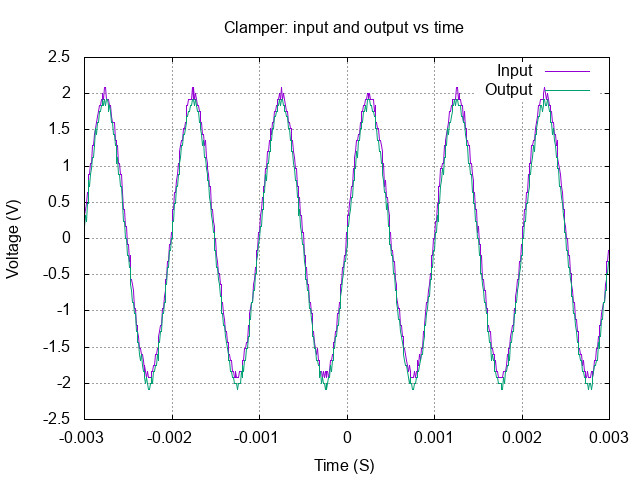 Clamper: input and output vs time
2.5
2
1.5
1
0.5
0
-0.5
-1
-1.5
-2
-2.5
Voltage (V)
Input
Output
-0.003 -0.002 -0.001 0 0.001 0.002 0.003
Time (S)